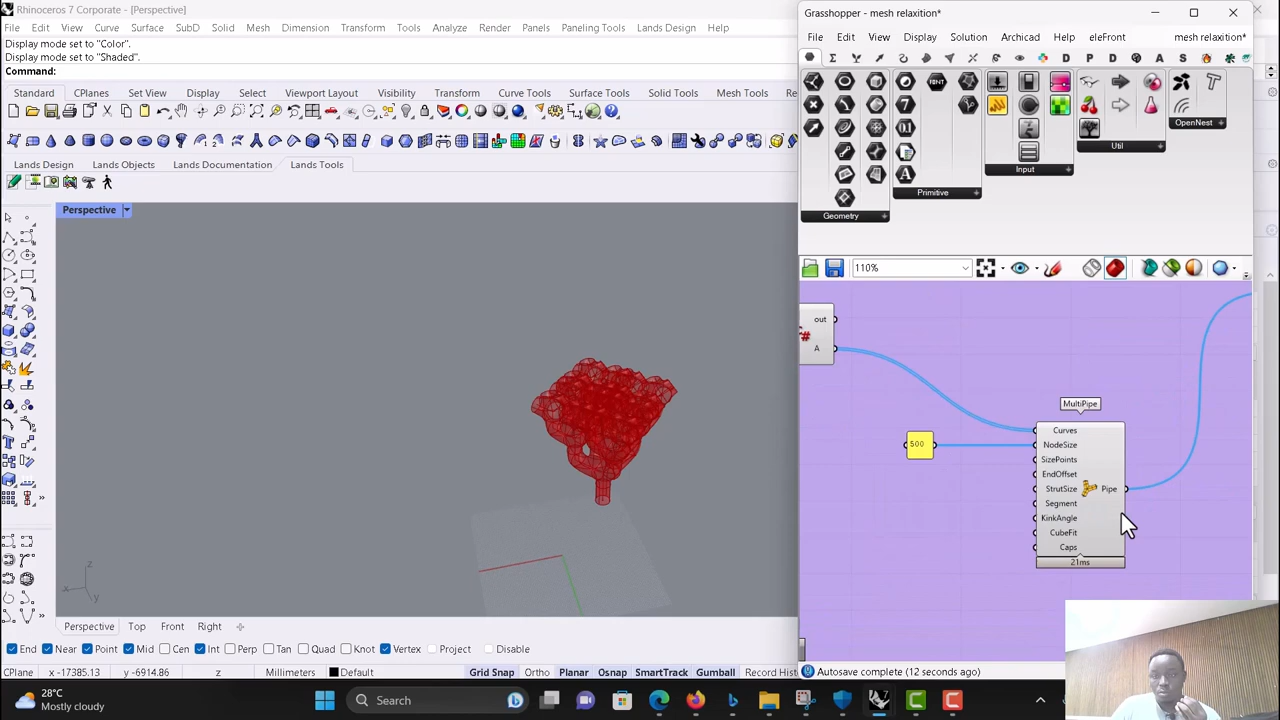 Rhinoceros 7 Corporate - [Perspective]
File Edit View Curve Surface SubD Solid Mesh Dimension Transform Tools Analyze Render Panels Paneling Tools Lands Design Help
Display mode set to "Color".
Display mode set to "Shaded".
Command:
Standard CPlanes Set View Display Select Viewport Layout Visibility Transform Curve Tools Surface Tools Solid Tools Mesh Tools
Lands Design Lands Objects Lands Documentation Lands Tools
Perspective
z
x
y
Perspective Top Front Right
End Near Point Mid Cen Int Perp Tan Quad Knot Vertex Project Disable
CPlane x -17385.13 y -6914.86 z Millimeters Default Grid Snap Ortho Planar Osnap SmartTrack Gumball Record Hist
Grasshopper - mesh relaxition*
File Edit View Display Solution Archicad Help eleFront mesh relaxition*
D P D A S
Geometry Primitive Input Util OpenNest
110%
out
A
MultiPipe
500
Curves
NodeSize
SizePoints
EndOffset
StrutSize
Segment
KinkAngle
CubeFit
Caps
Pipe
21ms
Autosave complete (12 seconds ago)
28°C
Mostly cloudy
Search